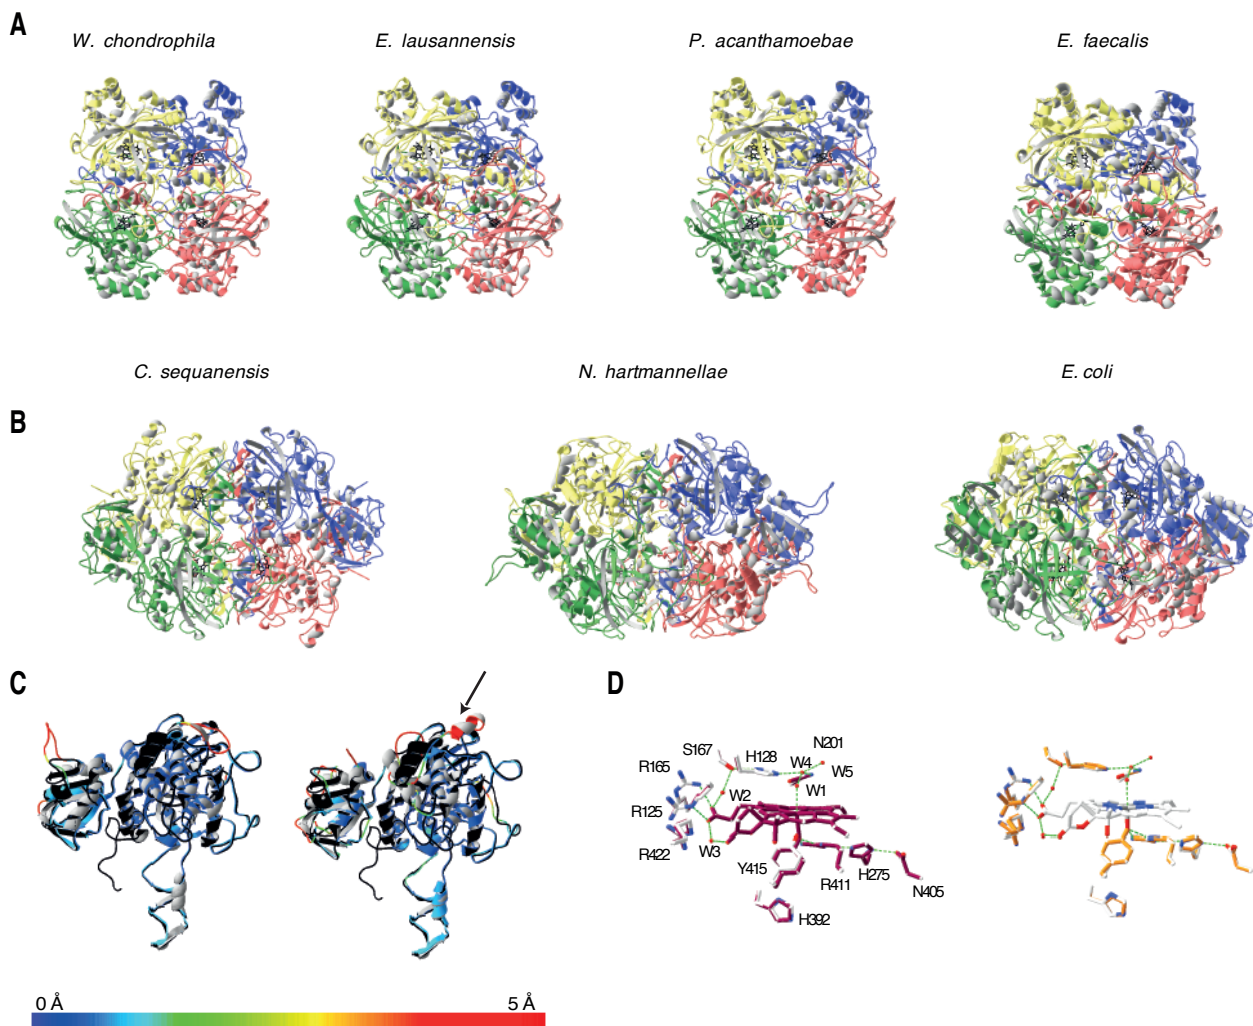 A
W. chondrophila E. lausannensis P. acanthamoebae E. faecalis
C. sequanensis N. hartmannellae E. coli
B
C D
S167 H128 N201
W4
W5
R165
W1
W2
R125
R422
W3
Y415
R411 H275
N405
H392
0 Å 5 Å